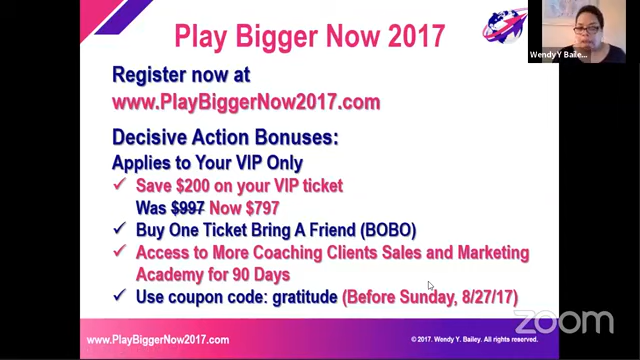 Play Bigger Now 2017
Wendy Y Baile...
Register now at
www.PlayBiggerNow2017.com
Decisive Action Bonuses:
Applies to Your VIP Only
Save $200 on your VIP ticket
Was $997 Now $797
Buy One Ticket Bring A Friend (BOBO)
Access to More Coaching Clients Sales and Marketing
Academy for 90 Days
Use coupon code: gratitude (Before Sunday, 8/27/17)
zoom
www.PlayBiggerNow2017.com
© 2017. Wendy Y. Bailey. All rights reserved.